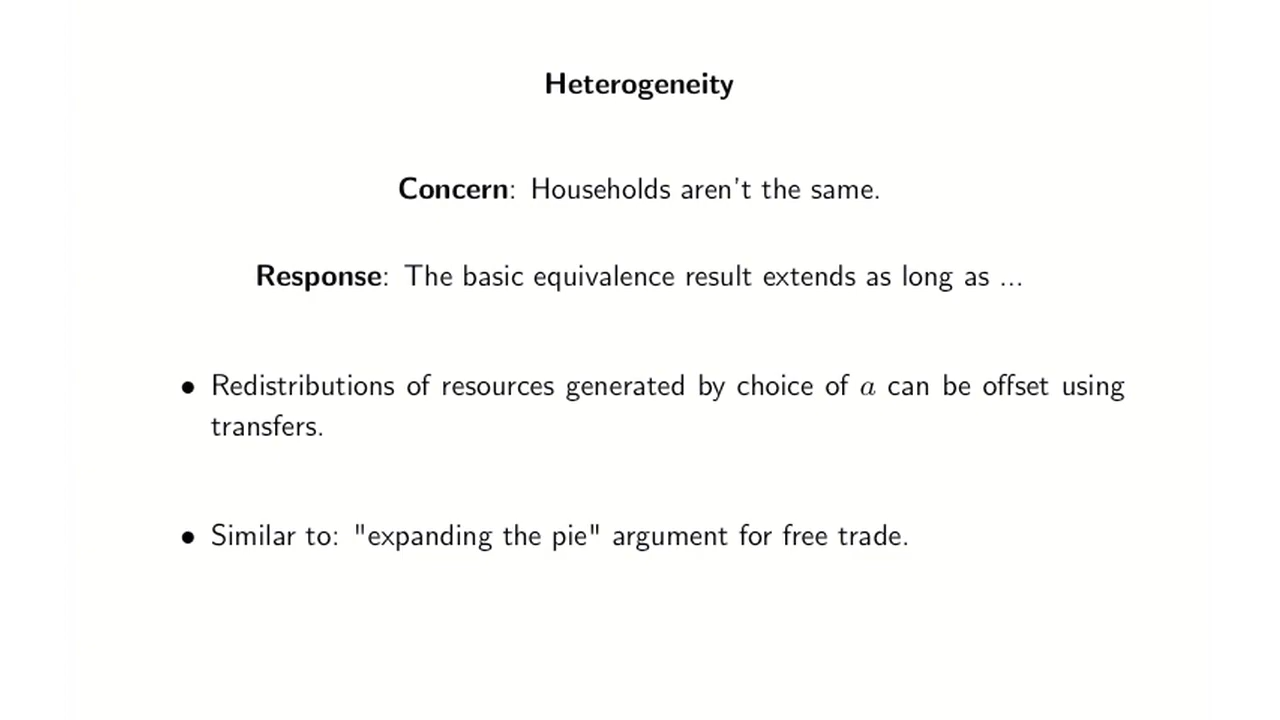 Heterogeneity
Concern: Households aren't the same.
Response: The basic equivalence result extends as long as ...
• Redistributions of resources generated by choice of a can be offset using
transfers.
• Similar to: "expanding the pie" argument for free trade.